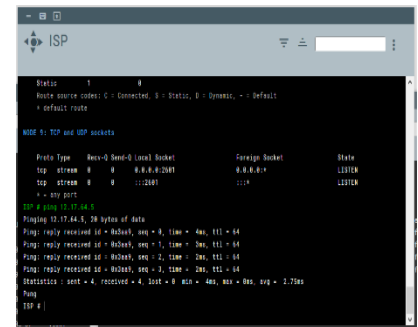 ISP
Static 1 0
Route source codes: C = Connected, S = Static, D = Dynamic, - = Default
* default route
NODE 5: TCP and UDP sockets
Proto Type Recv-Q Send-Q Local Socket Foreign Socket State
tcp stream 0 0 0.0.0.0:2601 0.0.0.0:* LISTEN
tcp stream 0 0 :::2601 :::* LISTEN
* = any port
ISP # ping 12.17.64.5
Pinging 12.17.64.5, 20 bytes of data
Ping: reply received id = 0x3aa9, seq = 0, time = 4ms, ttl = 64
Ping: reply received id = 0x3aa9, seq = 1, time = 3ms, ttl = 64
Ping: reply received id = 0x3aa9, seq = 2, time = 2ms, ttl = 64
Ping: reply received id = 0x3aa9, seq = 3, time = 2ms, ttl = 64
Statistics : sent = 4, received = 4, lost = 0 min = 4ms, max = 0ms, avg = 2.75ms
Pung
ISP #